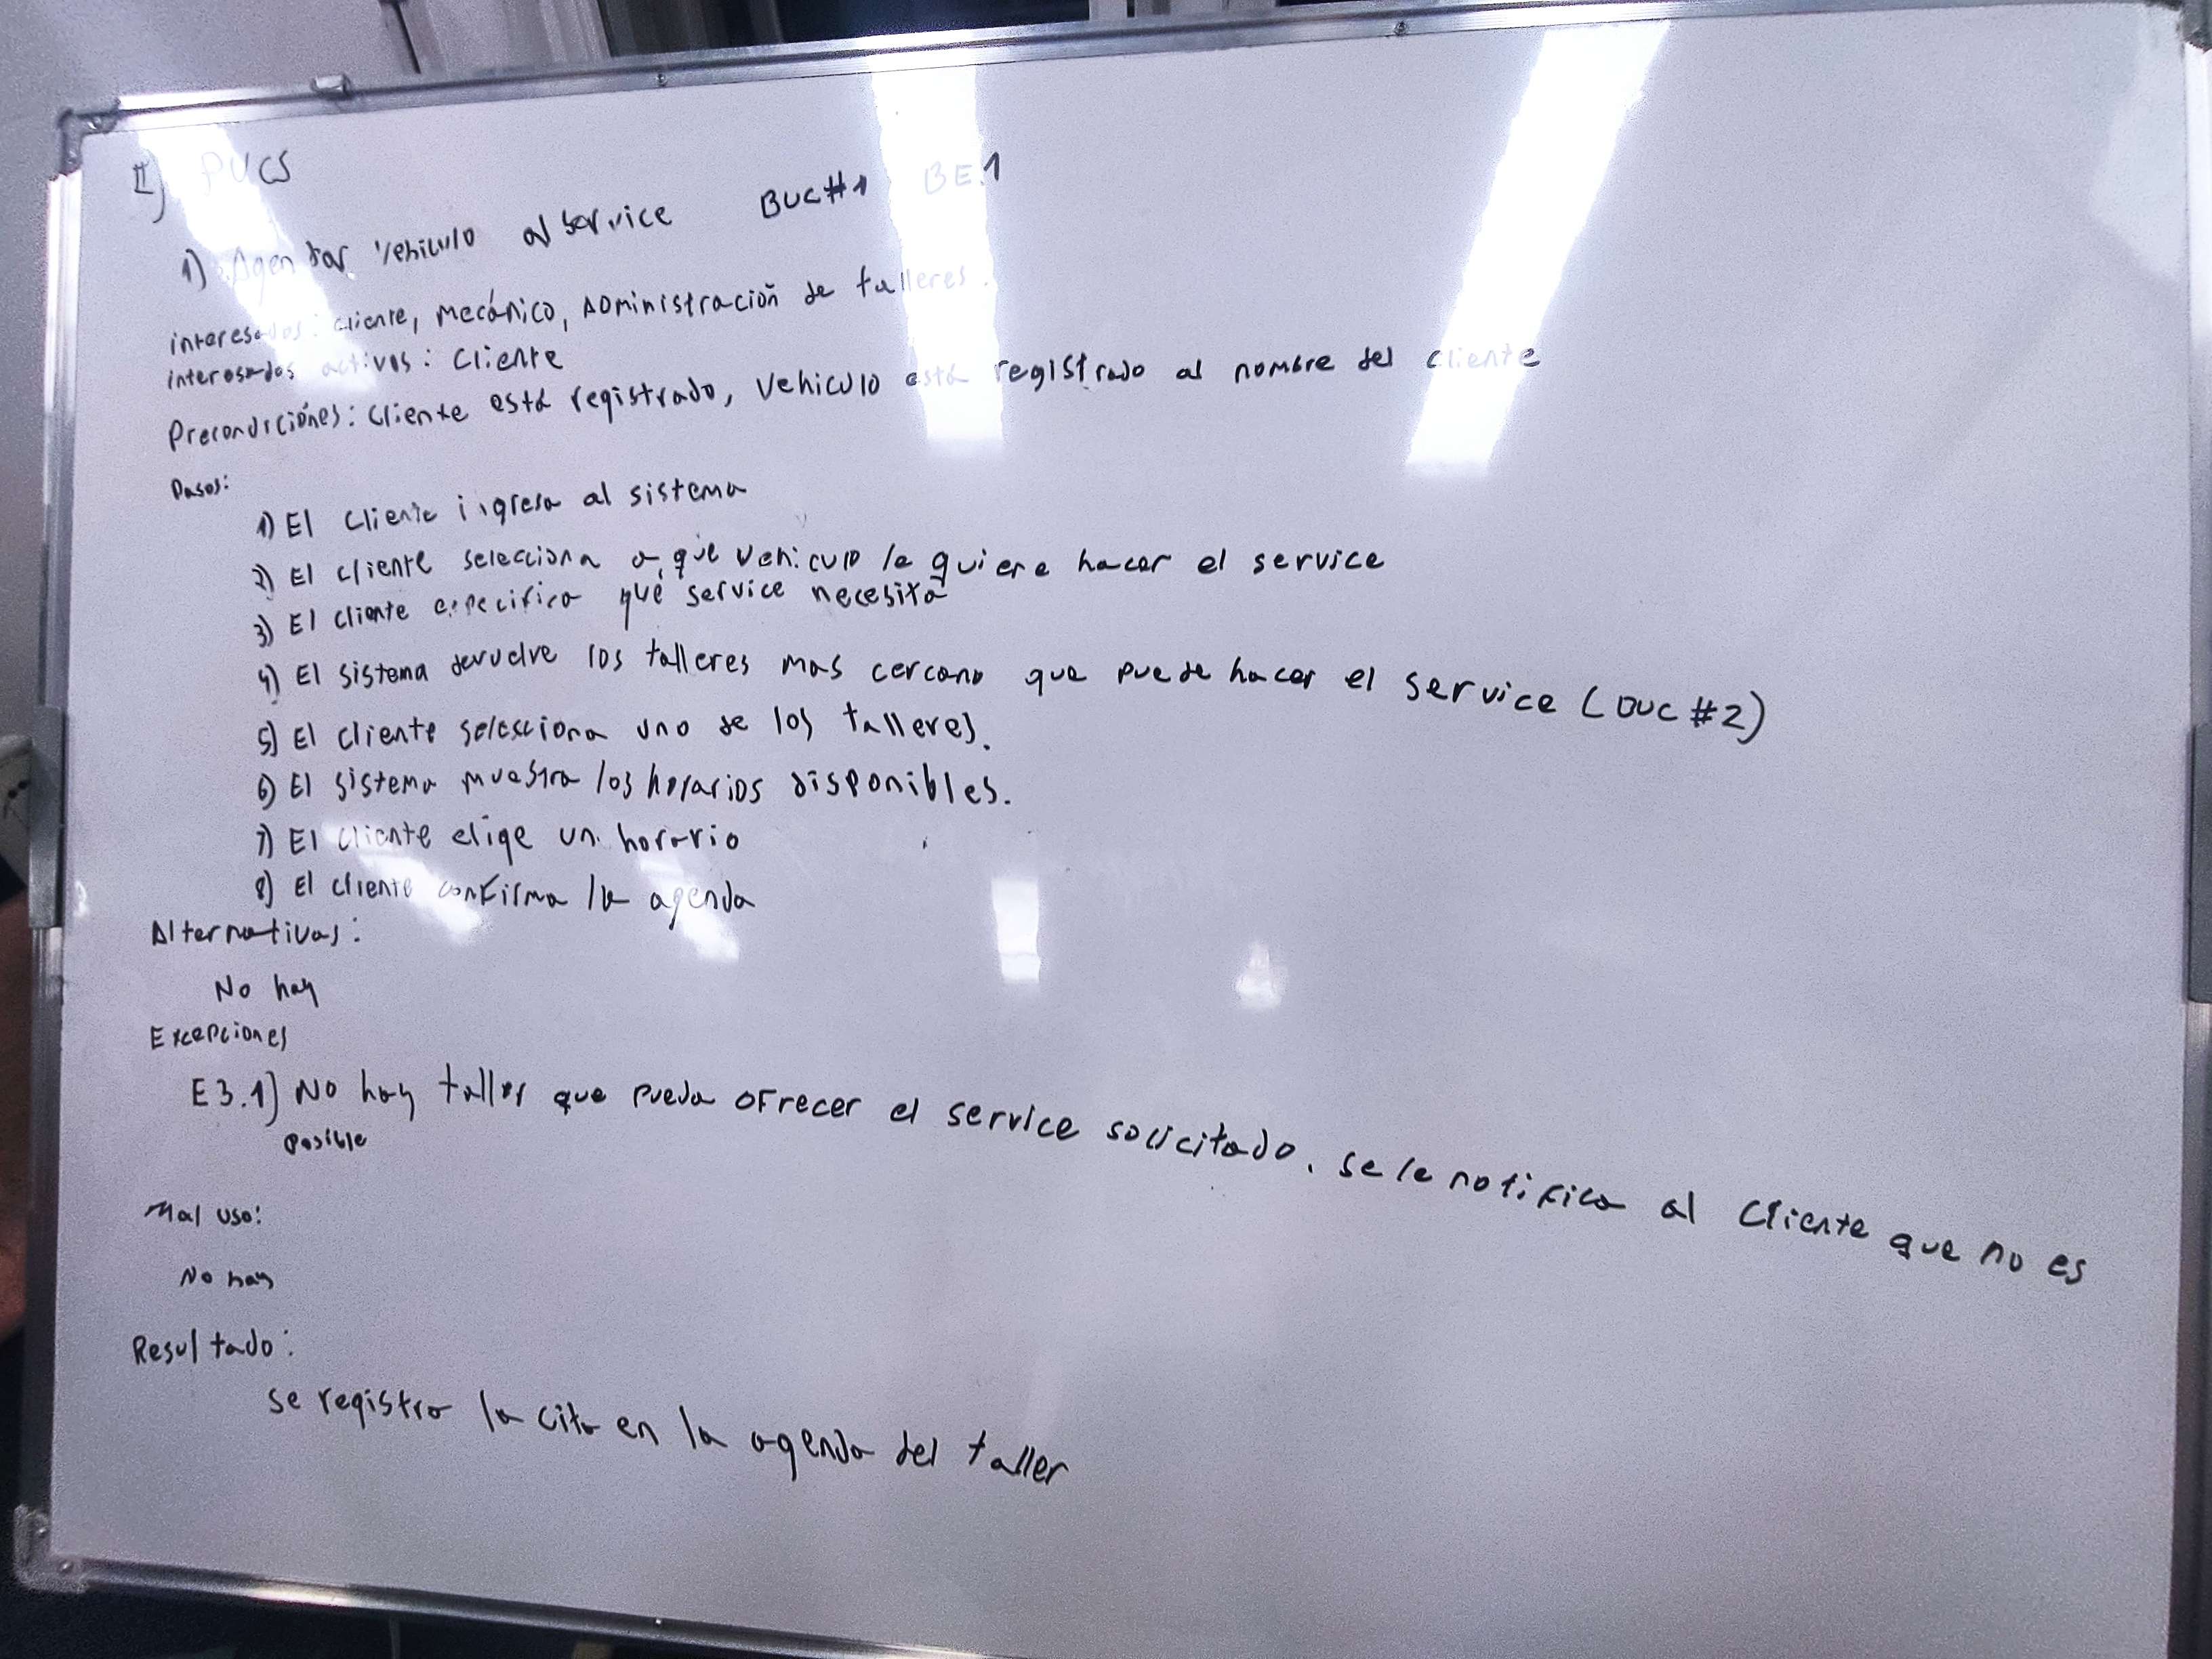 II) PUCS
1) Agendar vehiculo al service BUC#1 BE.1
interesados: cliente, mecánico, administración de talleres.
interesados activos: Cliente
Precondiciónes: Cliente está registrado, vehiculo está registrado al nombre del cliente
Pasos:
1) El cliente ingresa al sistema
2) El cliente selecciona a que vehiculo le quiere hacer el service
3) El cliente especifica qué service necesita
4) El sistema devuelve los talleres mas cercano que puede hacer el service (BUC #2)
5) El cliente selecciona uno de los talleres.
6) El sistema muestra los horarios disponibles.
7) El cliente elige un horario
8) El cliente confirma la agenda
Alternativas:
No hay
Excepciones
E3.1) No hay taller que pueda ofrecer el service solicitado. se le notifica al cliente que no es
posible
Mal uso:
No hay
Resultado:
se registra la cita en la agenda del taller